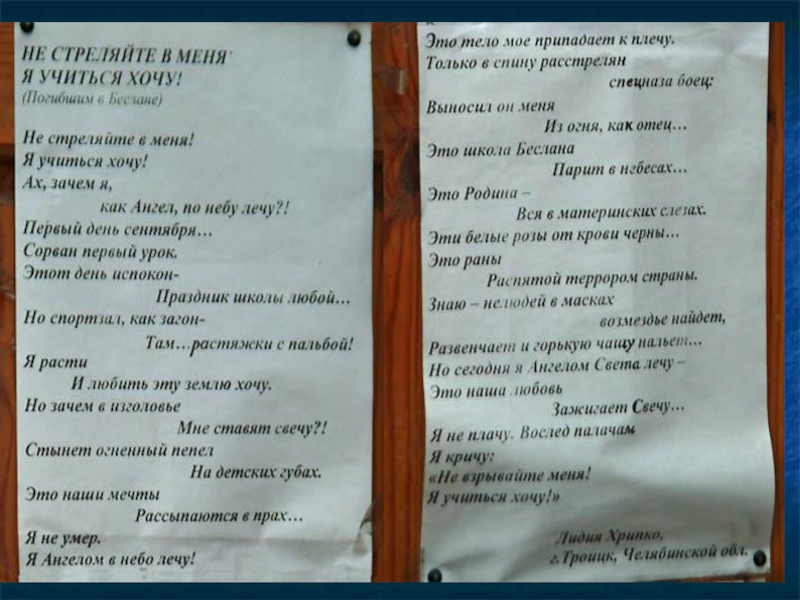 НЕ СТРЕЛЯЙТЕ В МЕНЯ
Я УЧИТЬСЯ ХОЧУ!
(Погибшим в Беслане)
Не стреляйте в меня!
Я учиться хочу!
Ах, зачем я,
как Ангел, по небу лечу?!
Первый день сентября…
Сорван первый урок.
Этот день испокон-
Праздник школы любой…
Но спортзал, как загон-
Там…растяжки с пальбой!
Я расти
И любить эту землю хочу.
Но зачем в изголовье
Мне ставят свечу?!
Стынет огненный пепел
На детских губах.
Это наши мечты
Рассыпаются в прах…
Я не умер.
Я Ангелом в небо лечу!
Это тело мое припадает к плечу.
Только в спину расстрелян
спецназа боец:
Выносил он меня
Из огня, как отец…
Это школа Беслана
Парит в небесах…
Это Родина –
Вся в материнских слезах.
Эти белые розы от крови черны…
Это раны
Распятой террором страны.
Знаю – нелюдей в масках
возмездье найдет,
Развенчает и горькую чашу нальет…
Но сегодня я Ангелом Света лечу –
Это наша любовь
Зажигает Свечу…
Я не плачу. Вослед палачам
Я кричу:
«Не взрывайте меня!
Я учиться хочу!»
Лидия Хрипко,
г.Троицк, Челябинской обл.